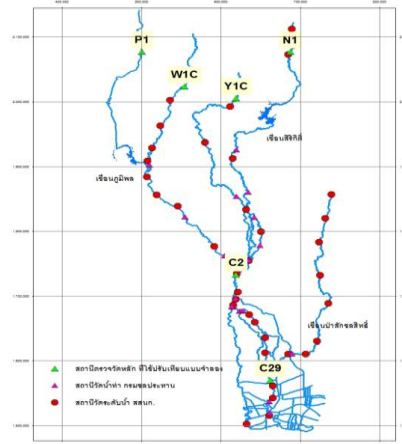 P1
N1
W1C
Y1C
เขื่อนสิริกิติ์
เขื่อนภูมิพล
C2
เขื่อนป่าสักชลสิทธิ์
C29
สถานีตรวจวัดหลัก ที่ใช้ปรับเทียบแบบจำลอง
สถานีวัดน้ำท่า กรมชลประทาน
สถานีวัดระดับน้ำ สสนก.